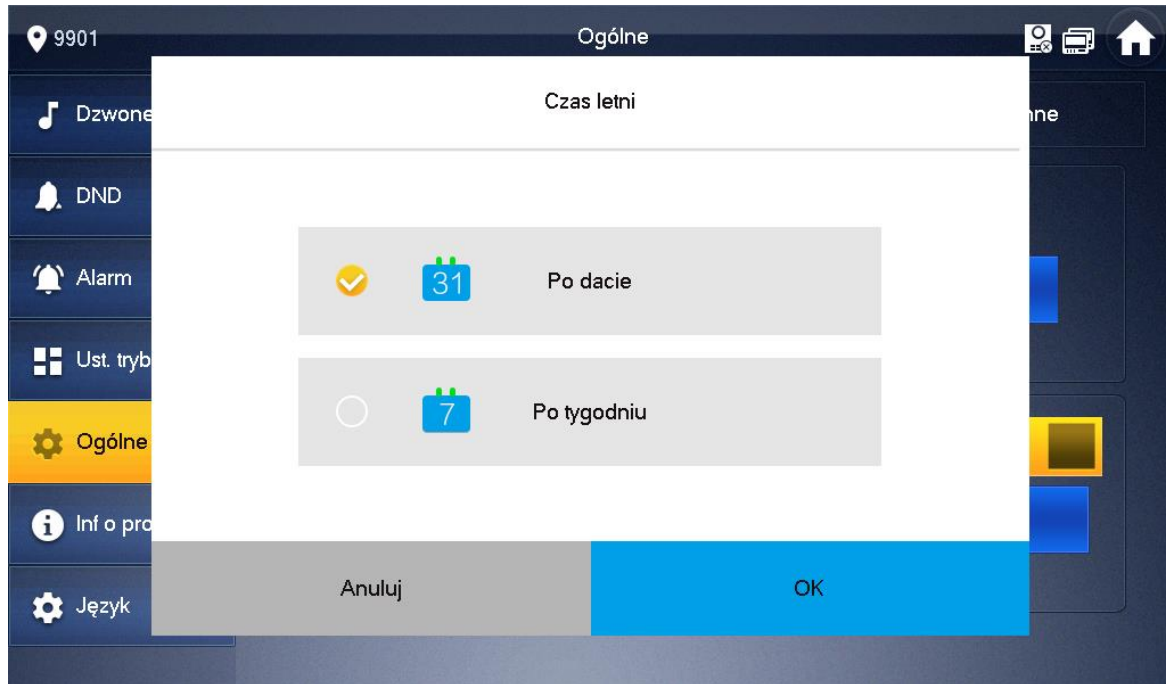 9901
Ogólne
Dzwone
Czas letni
nne
DND
Alarm
31
Po dacie
Ust. tryb
7
Po tygodniu
Ogólne
Inf o pro
Anuluj
OK
Język